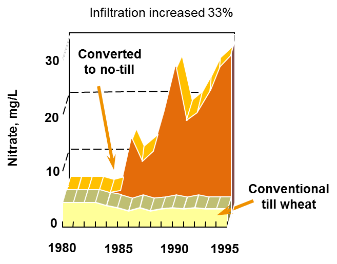 Infiltration increased 33%
30
Converted
to no-till
20
Nitrate, mg/L
10
Conventional
till wheat
0
1980
1985
1990
1995